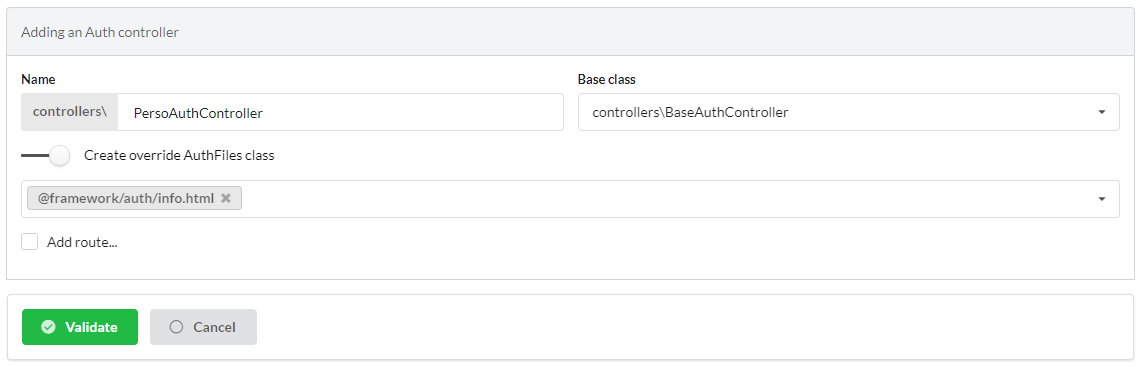 Adding an Auth controller
Name
Base class
controllers\ PersoAuthController
controllers\BaseAuthController
Create override AuthFiles class
@framework/auth/info.html
Add route...
Validate
Cancel